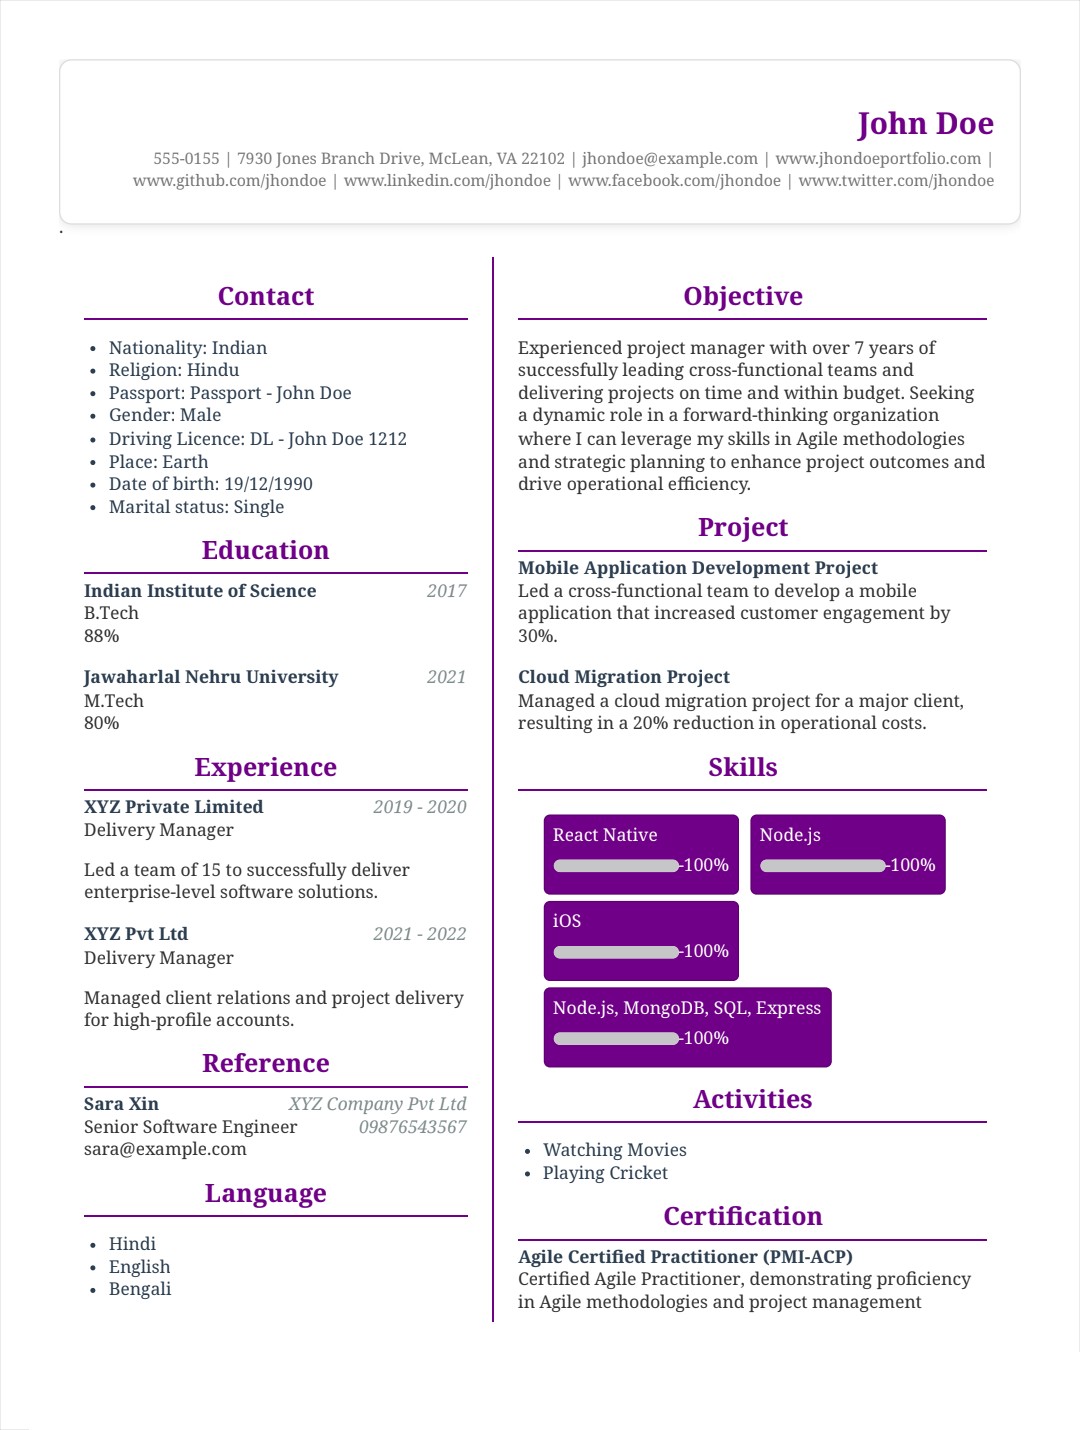 John Doe
555-0155 | 7930 Jones Branch Drive, McLean, VA 22102 | jhondoe@example.com | www.jhondoeportfolio.com |
www.github.com/jhondoe | www.linkedin.com/jhondoe | www.facebook.com/jhondoe | www.twitter.com/jhondoe
.
Contact
• Nationality: Indian
• Religion: Hindu
• Passport: Passport - John Doe
• Gender: Male
• Driving Licence: DL - John Doe 1212
• Place: Earth
• Date of birth: 19/12/1990
• Marital status: Single
Education
Indian Institute of Science 2017
B.Tech
88%
Jawaharlal Nehru University 2021
M.Tech
80%
Experience
XYZ Private Limited 2019 - 2020
Delivery Manager
Led a team of 15 to successfully deliver
enterprise-level software solutions.
XYZ Pvt Ltd 2021 - 2022
Delivery Manager
Managed client relations and project delivery
for high-profile accounts.
Reference
Sara Xin XYZ Company Pvt Ltd
Senior Software Engineer 09876543567
sara@example.com
Language
• Hindi
• English
• Bengali
Objective
Experienced project manager with over 7 years of
successfully leading cross-functional teams and
delivering projects on time and within budget. Seeking
a dynamic role in a forward-thinking organization
where I can leverage my skills in Agile methodologies
and strategic planning to enhance project outcomes and
drive operational efficiency.
Project
Mobile Application Development Project
Led a cross-functional team to develop a mobile
application that increased customer engagement by
30%.
Cloud Migration Project
Managed a cloud migration project for a major client,
resulting in a 20% reduction in operational costs.
Skills
React Native
-100%
Node.js
-100%
iOS
-100%
Node.js, MongoDB, SQL, Express
-100%
Activities
• Watching Movies
• Playing Cricket
Certification
Agile Certified Practitioner (PMI-ACP)
Certified Agile Practitioner, demonstrating proficiency
in Agile methodologies and project management